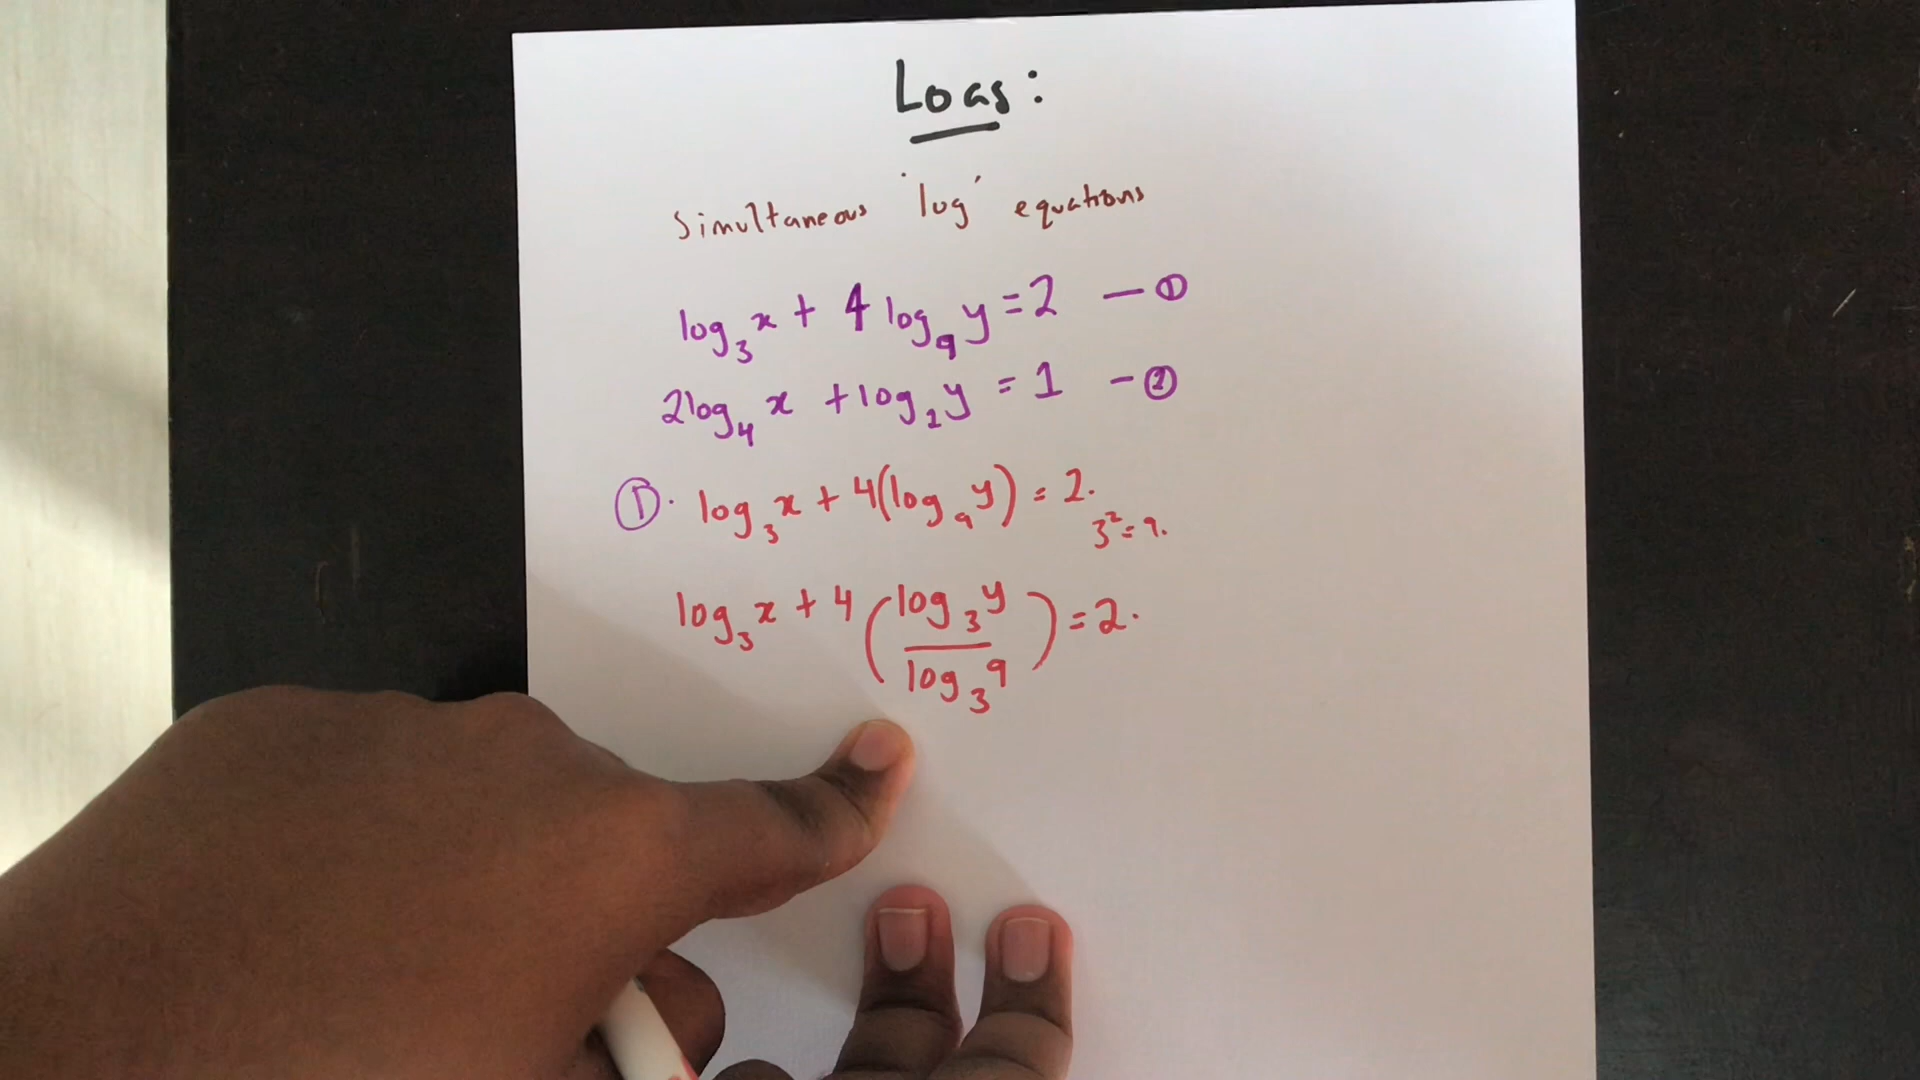 Logs:
Simultaneous 'log' equations
log₃x + 4 log₉y = 2 — ①
2log₄x + log₂y = 1 - ②
①. log₃x + 4(log₉y) = 2.
3² = 9.
log₃x + 4 (log₃y / log₃9) = 2.